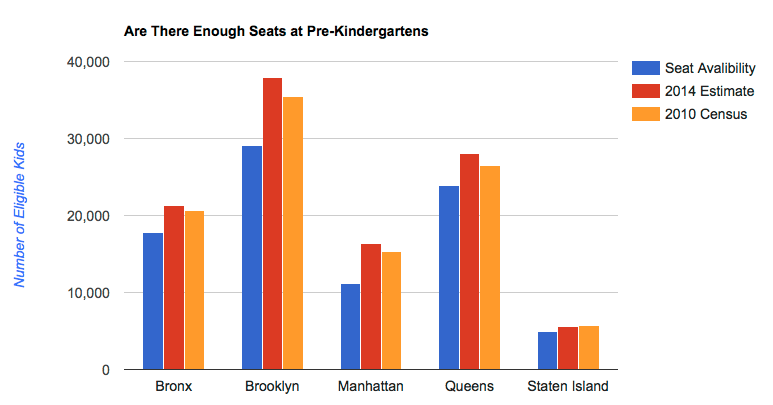 Are There Enough Seats at Pre-Kindergartens
40,000
30,000
20,000
10,000
0
Number of Eligible Kids
Bronx
Brooklyn
Manhattan
Queens
Staten Island
Seat Avalibility
2014 Estimate
2010 Census